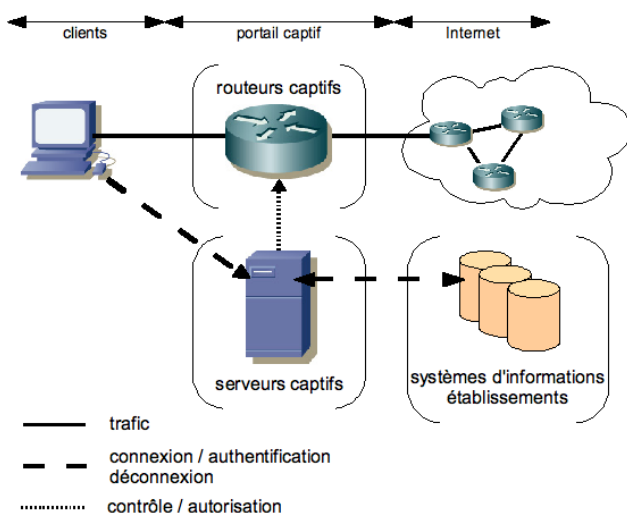 clients
portail captif
Internet
routeurs captifs
serveurs captifs
systèmes d'informations
établissements
trafic
connexion / authentification
déconnexion
contrôle / autorisation